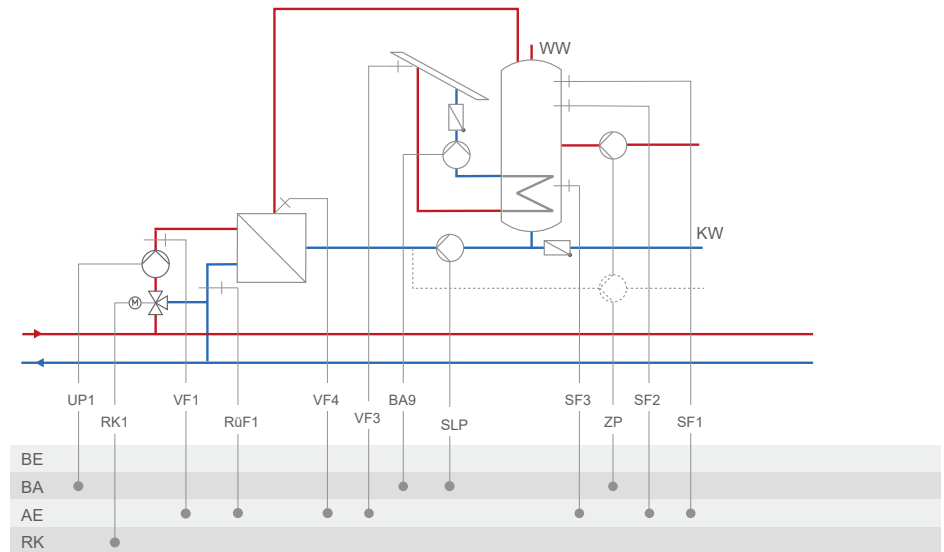 WW
KW
M
UP1
VF1
VF4
BA9
SF3
SF2
RK1
RüF1
VF3
SLP
ZP
SF1
BE
BA
AE
RK